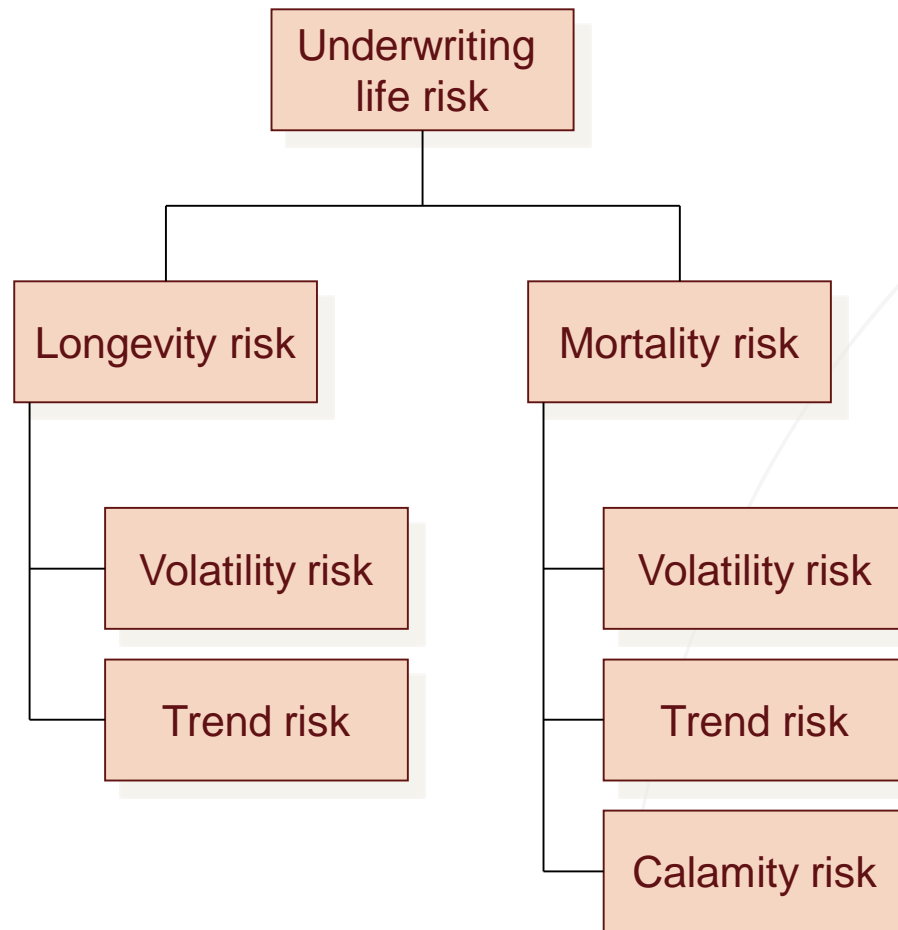 Underwriting
life risk
Longevity risk
Mortality risk
Volatility risk
Volatility risk
Trend risk
Trend risk
Calamity risk